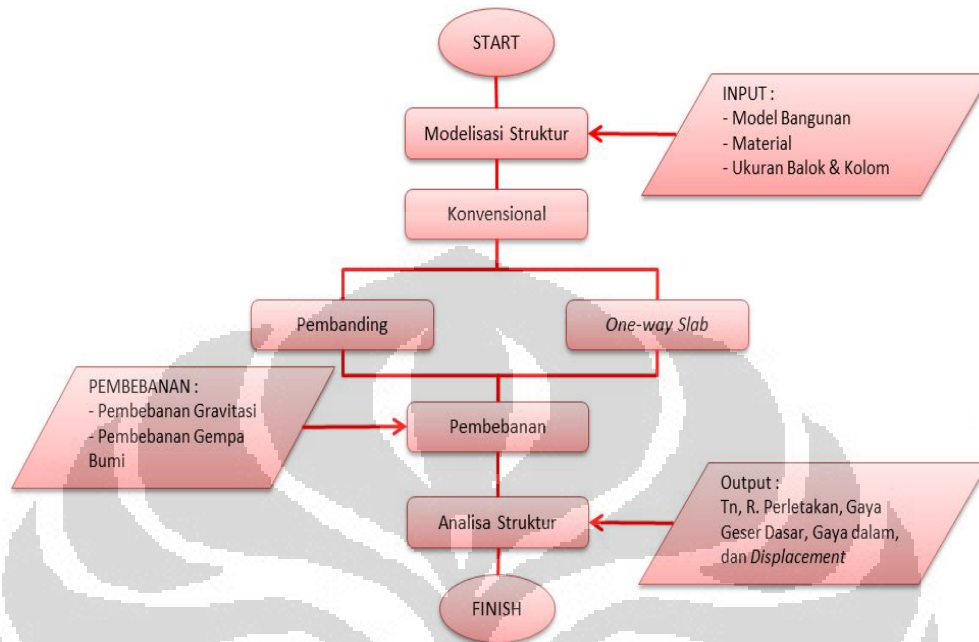 START
Modelisasi Struktur
INPUT :
- Model Bangunan
- Material
- Ukuran Balok & Kolom
Konvensional
Pembanding
One-way Slab
PEMBEBANAN :
- Pembebanan Gravitasi
- Pembebanan Gempa
Bumi
Pembebanan
Analisa Struktur
Output :
Tn, R. Perletakan, Gaya
Geser Dasar, Gaya dalam,
dan Displacement
FINISH